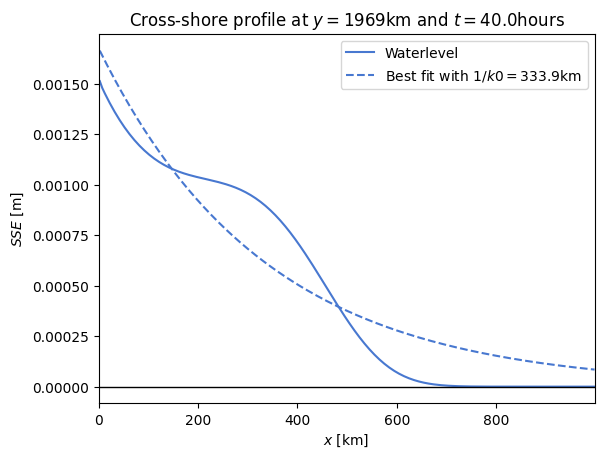 Cross-shore profile at y = 1969km and t = 40.0hours
Waterlevel
Best fit with 1/k0 = 333.9km
0.00150
0.00125
0.00100
0.00075
0.00050
0.00025
0.00000
SSE [m]
0 200 400 600 800
x [km]